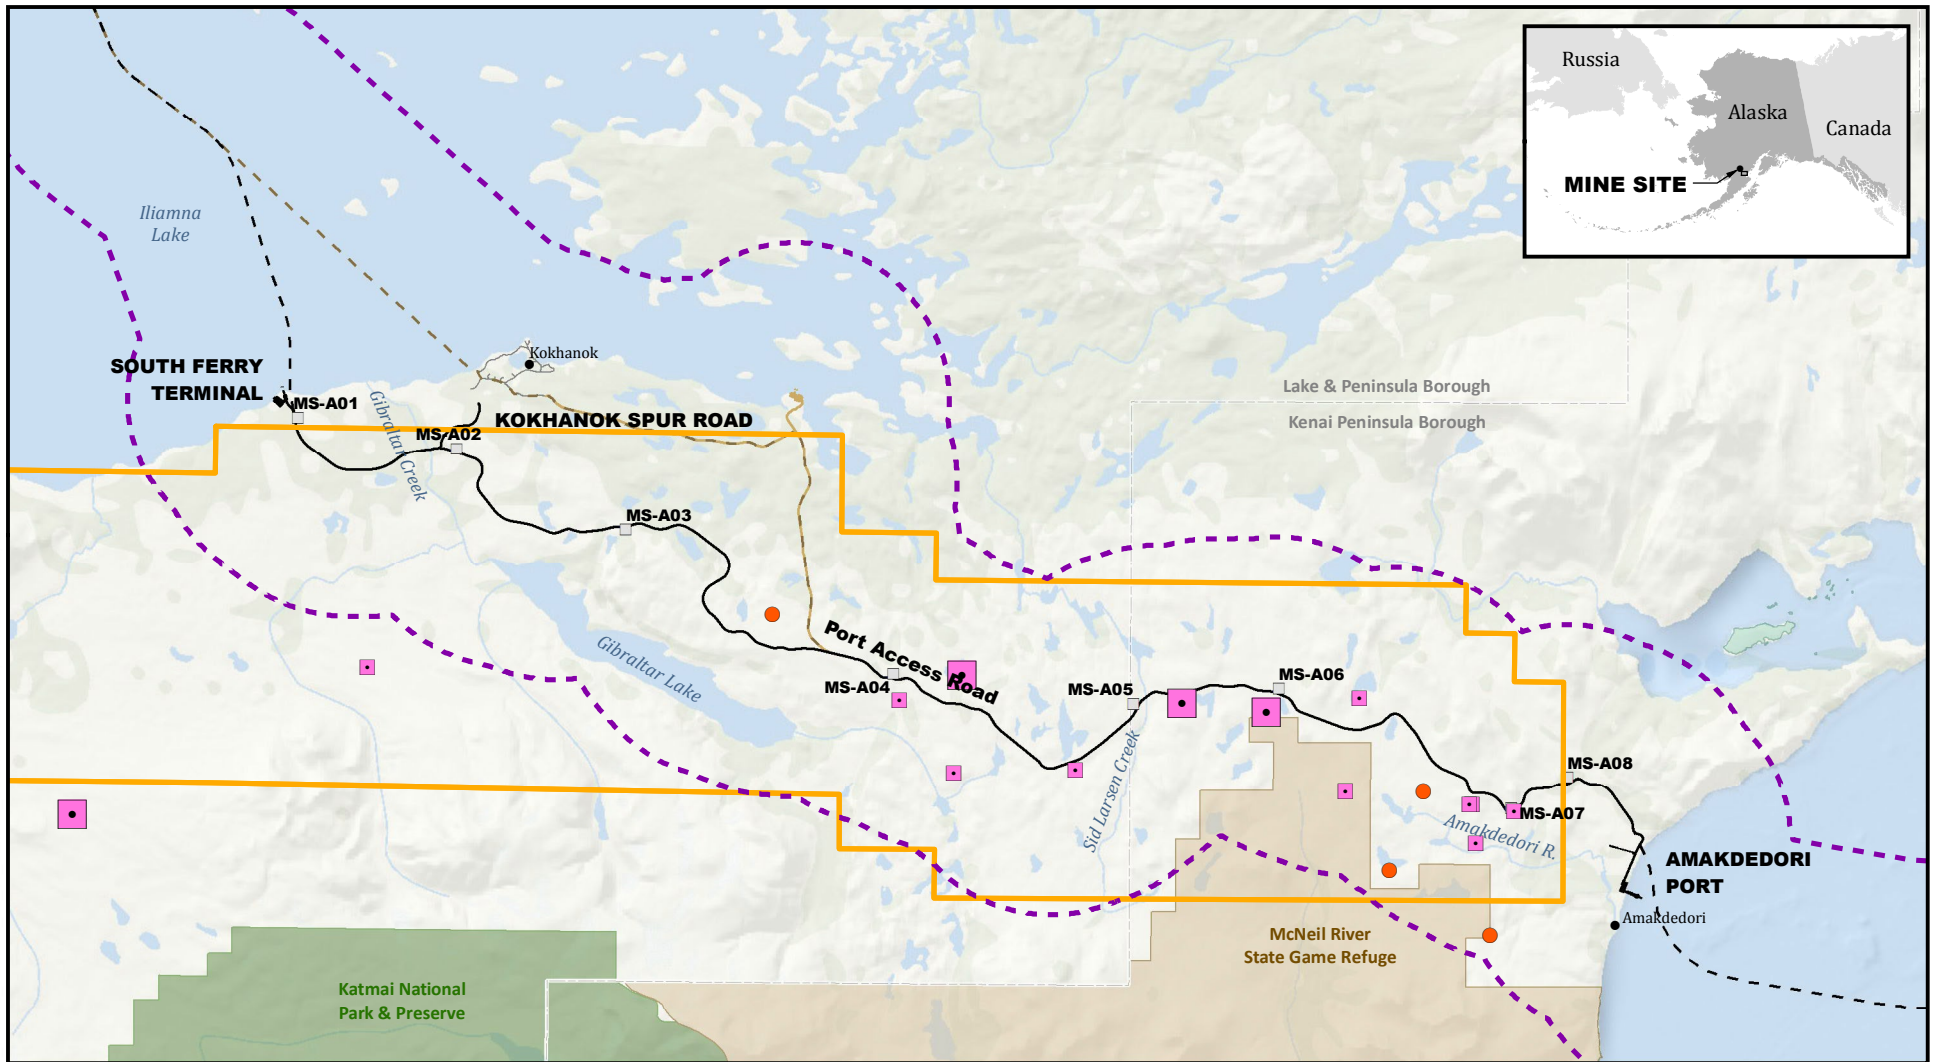 Russia
Alaska
Canada
MINE SITE
Iliamna
Lake
Kokhanok
SOUTH FERRY
TERMINAL
MS-A01
Gibraltar Creek
MS-A02
KOKHANOK SPUR ROAD
Lake & Peninsula Borough
Kenai Peninsula Borough
MS-A03
Gibraltar Lake
Port Access Road
MS-A04
MS-A05
MS-A06
Sid Larsen Creek
MS-A08
MS-A07
Amakdedori R.
AMAKDEDORI
PORT
Amakdedori
McNeil River
State Game Refuge
Katmai National
Park & Preserve